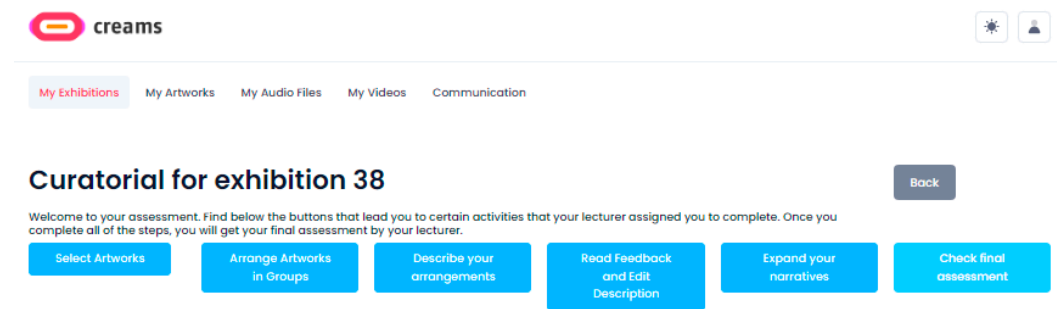 creams
My Exhibitions My Artworks My Audio Files My Videos Communication
Curatorial for exhibition 38
Back
Welcome to your assessment. Find below the buttons that lead you to certain activities that your lecturer assigned you to complete. Once you
complete all of the steps, you will get your final assessment by your lecturer.
Select Artworks
Arrange Artworks
in Groups
Describe your
arrangements
Read Feedback
and Edit
Description
Expand your
narratives
Check final
assessment